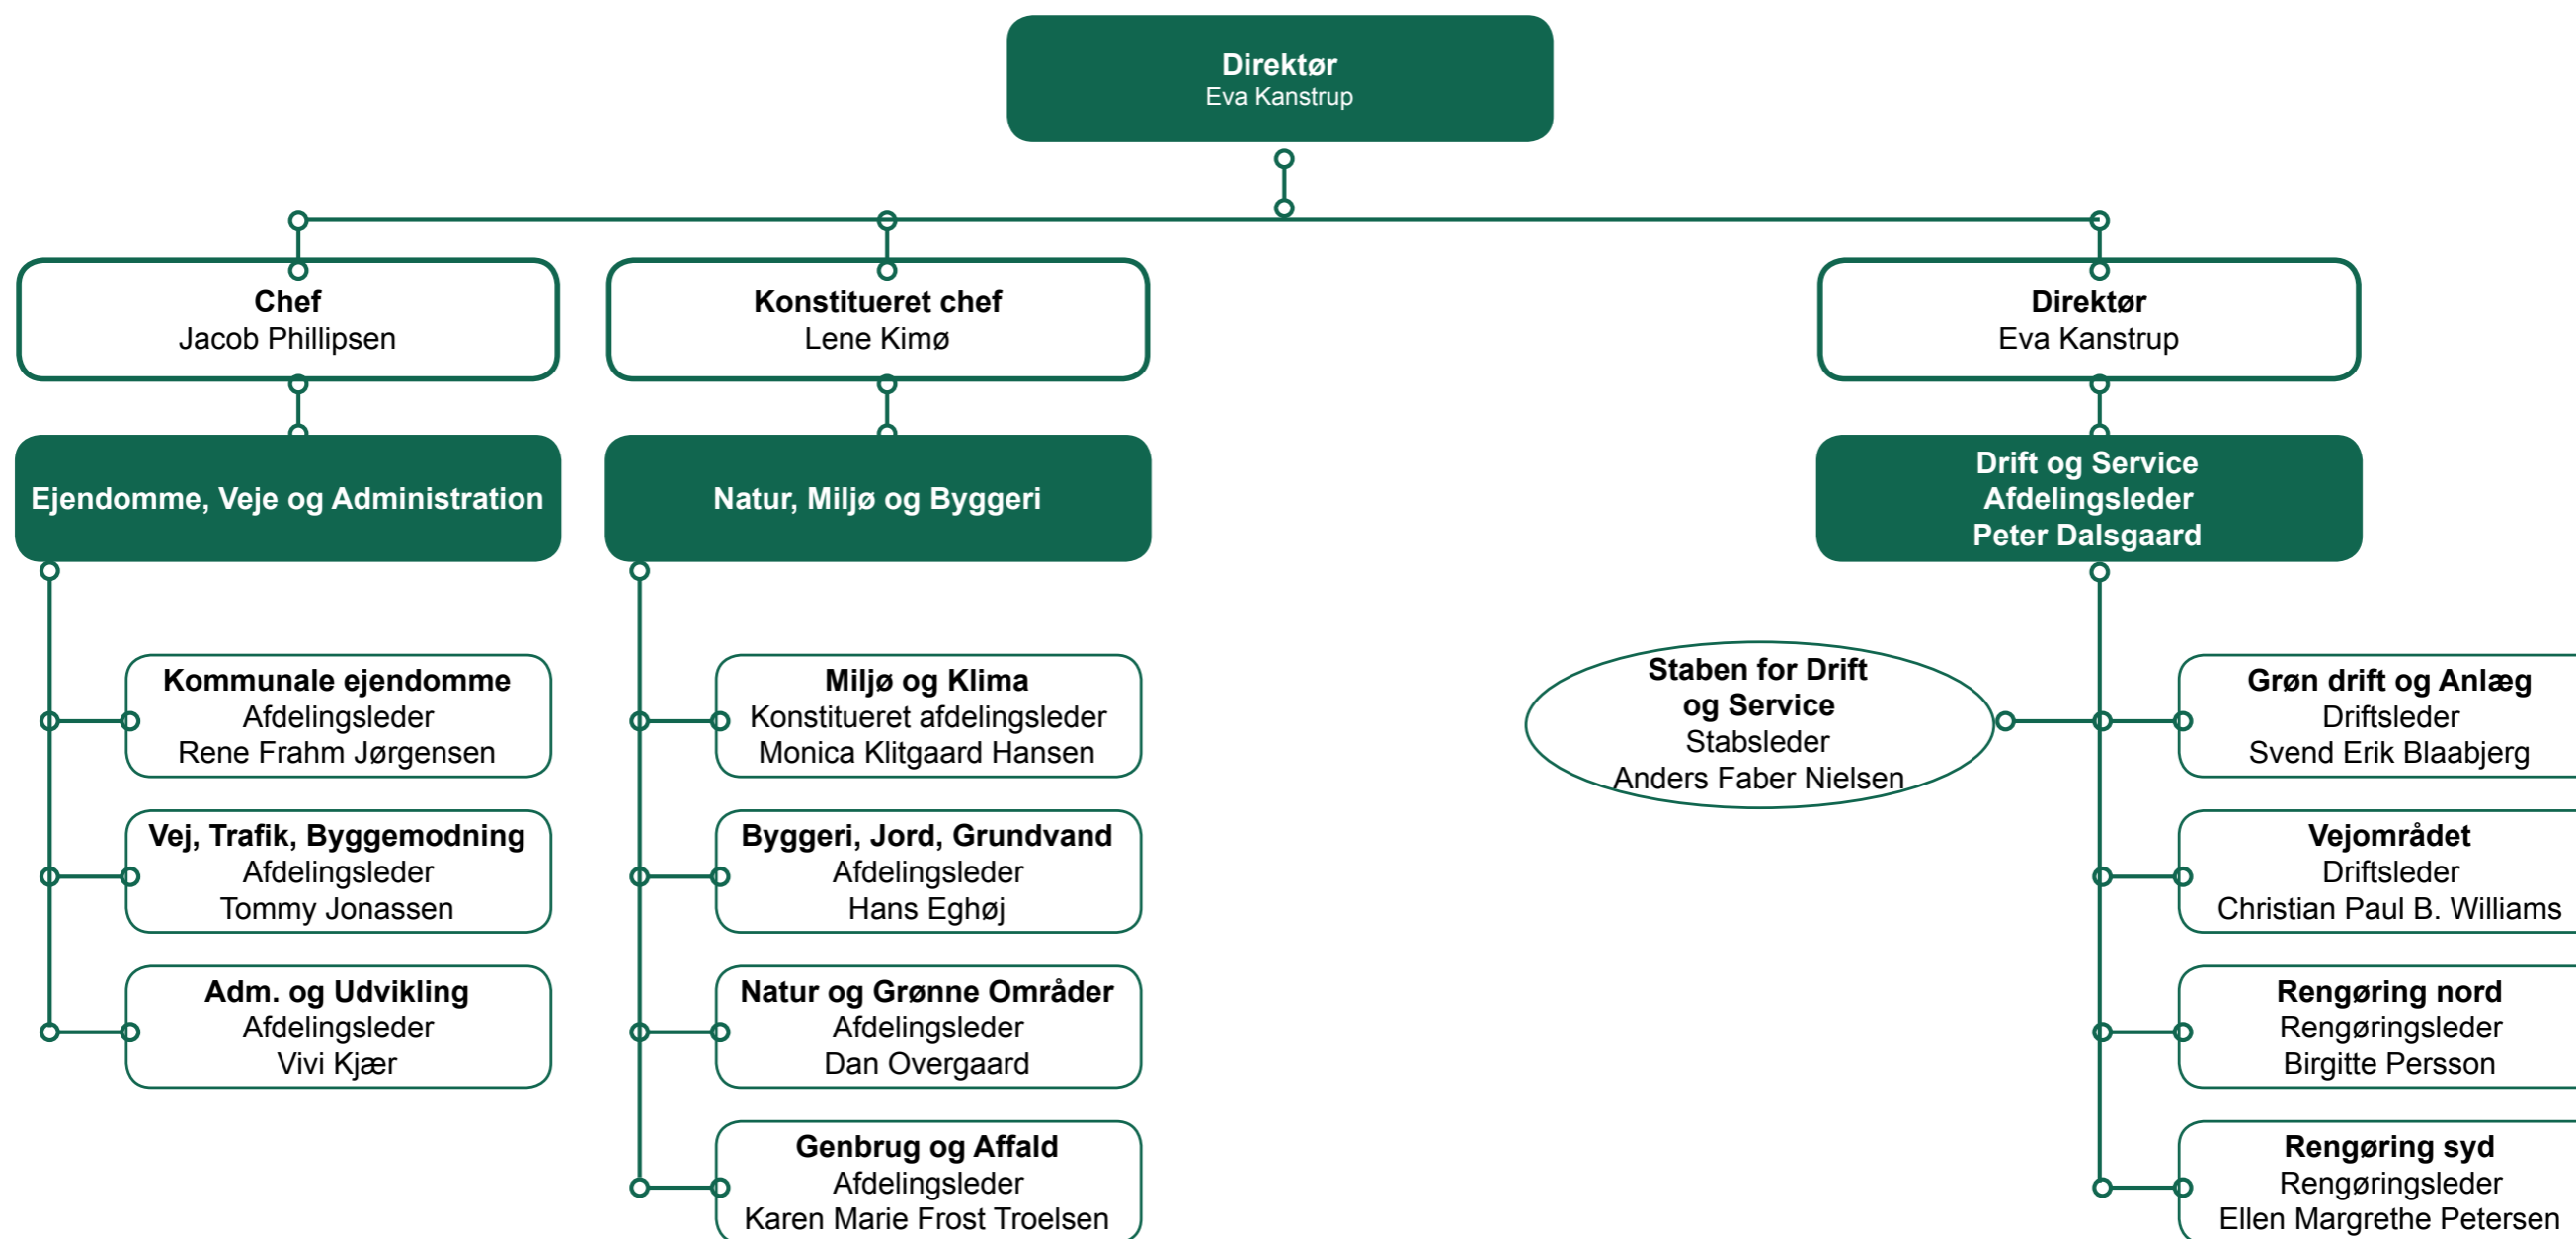 Direktør
Eva Kanstrup
Chef
Jacob Phillipsen
Konstitueret chef
Lene Kimø
Direktør
Eva Kanstrup
Ejendomme, Veje og Administration
Natur, Miljø og Byggeri
Drift og Service
Afdelingsleder
Peter Dalsgaard
Kommunale ejendomme
Afdelingsleder
Rene Frahm Jørgensen
Vej, Trafik, Byggemodning
Afdelingsleder
Tommy Jonassen
Adm. og Udvikling
Afdelingsleder
Vivi Kjær
Miljø og Klima
Konstitueret afdelingsleder
Monica Klitgaard Hansen
Byggeri, Jord, Grundvand
Afdelingsleder
Hans Eghøj
Natur og Grønne Områder
Afdelingsleder
Dan Overgaard
Genbrug og Affald
Afdelingsleder
Karen Marie Frost Troelsen
Staben for Drift
og Service
Stabsleder
Anders Faber Nielsen
Grøn drift og Anlæg
Driftsleder
Svend Erik Blaabjerg
Vejområdet
Driftsleder
Christian Paul B. Williams
Rengøring nord
Rengøringsleder
Birgitte Persson
Rengøring syd
Rengøringsleder
Ellen Margrethe Petersen